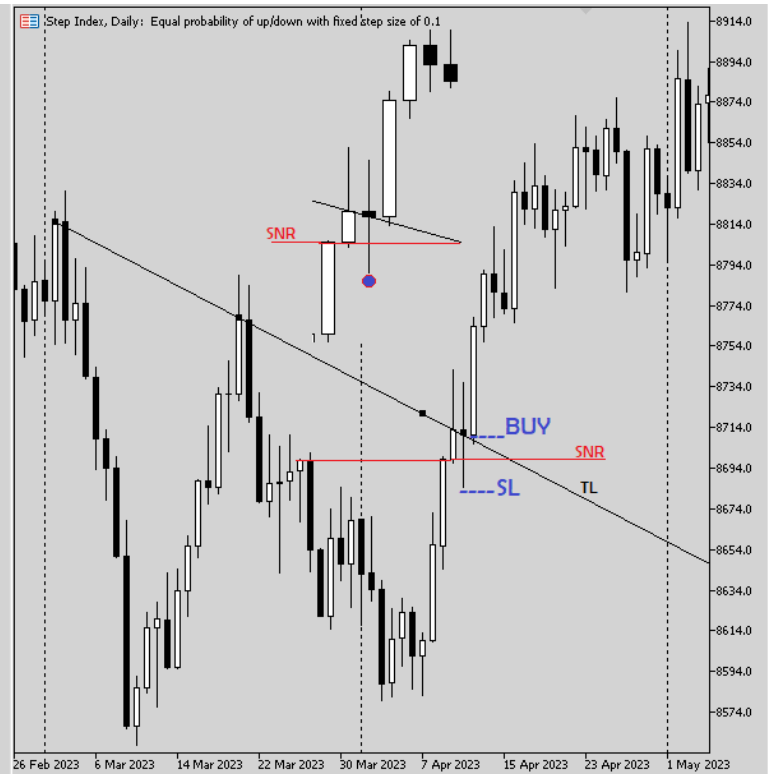 Step Index, Daily: Equal probability of up/down with fixed step size of 0.1
8914.0
8894.0
8874.0
8854.0
8834.0
8814.0
8794.0
8774.0
8754.0
8734.0
8714.0
8694.0
8674.0
8654.0
8634.0
8614.0
8594.0
8574.0
SNR
BUY
SNR
SL
TL
26 Feb 2023 6 Mar 2023 14 Mar 2023 22 Mar 2023 30 Mar 2023 7 Apr 2023 15 Apr 2023 23 Apr 2023 1 May 2023